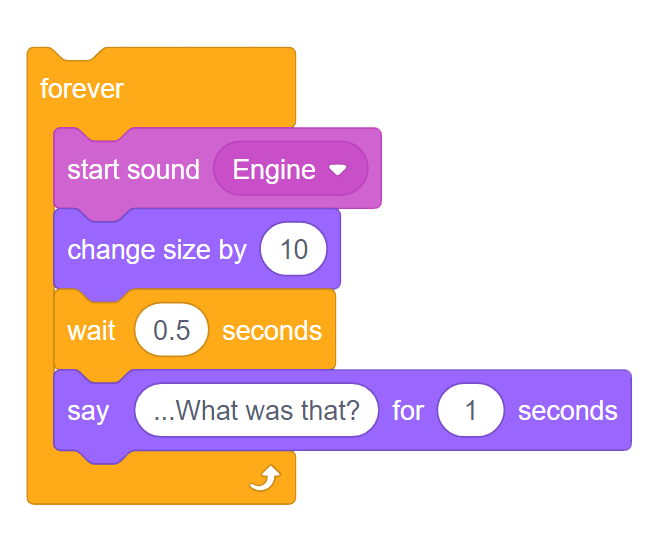 forever
start sound Engine
change size by 10
wait 0.5 seconds
say ...What was that? for 1 seconds